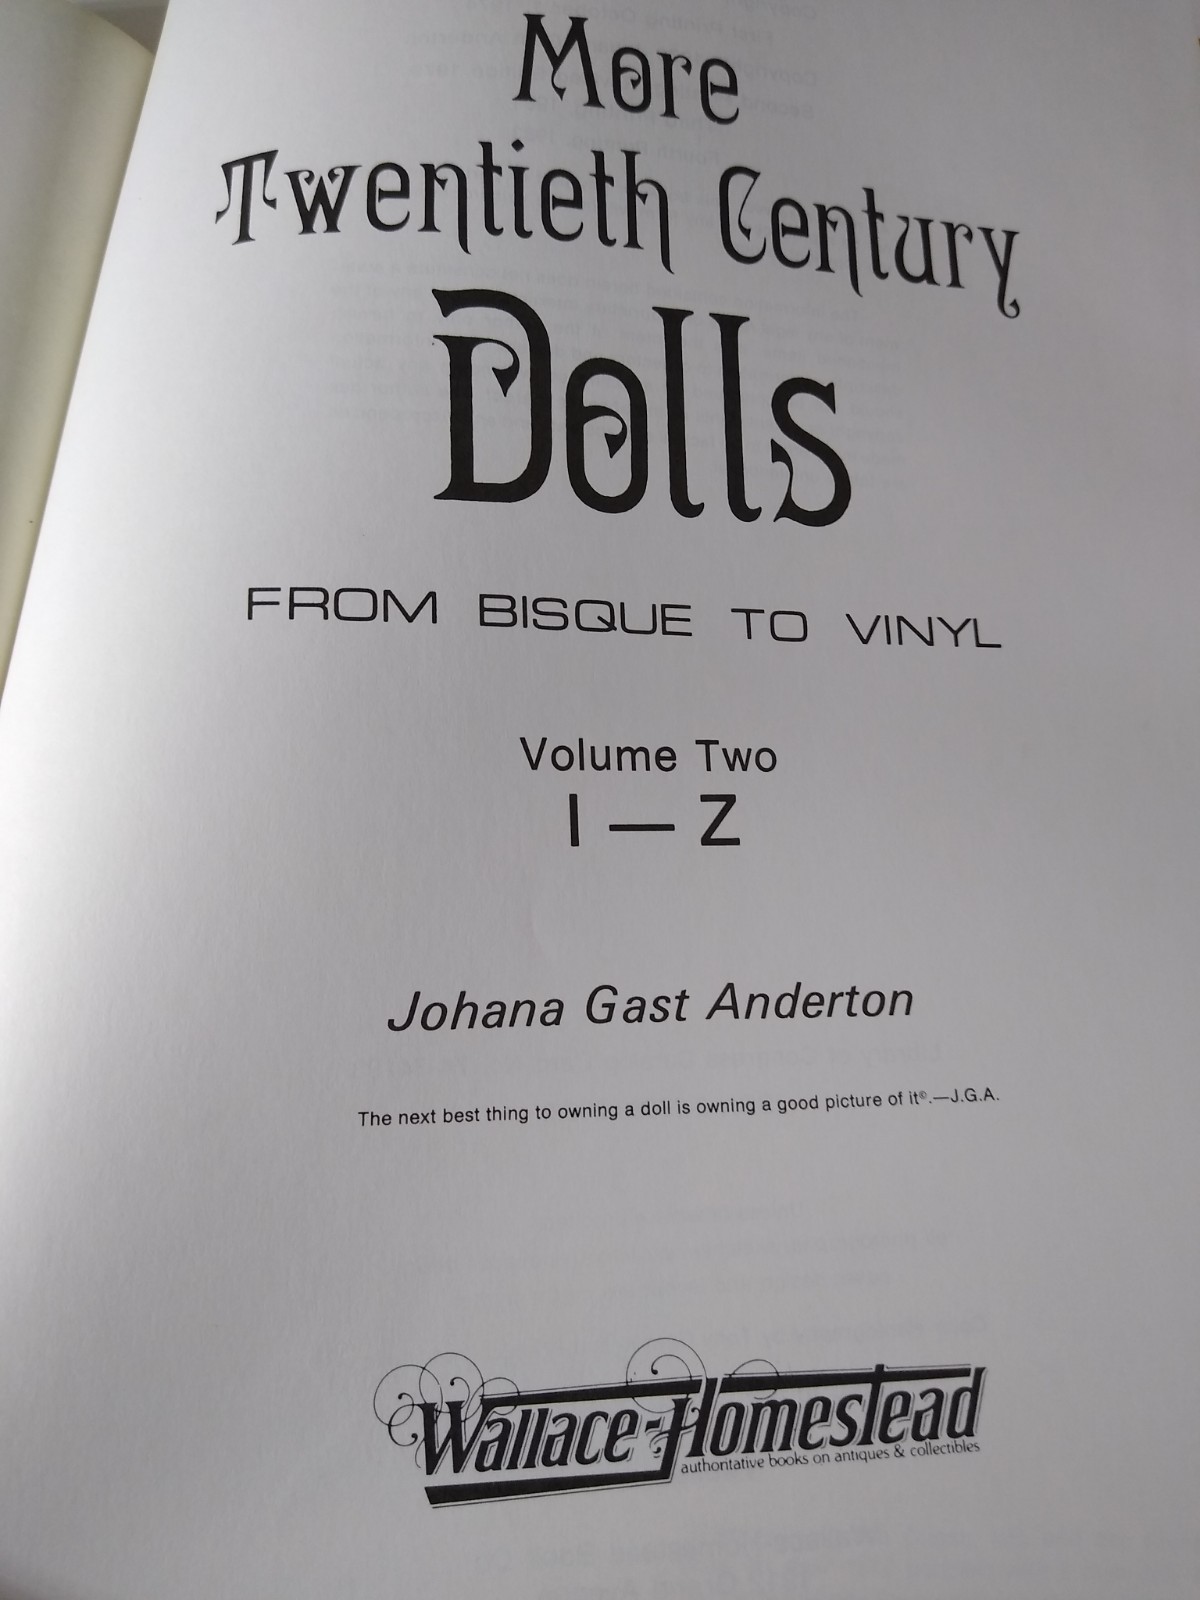 More
Twentieth Century
Dolls
FROM BISQUE TO VINYL
Volume Two
I — Z
Johana Gast Anderton
The next best thing to owning a doll is owning a good picture of it©.—J.G.A.
Wallace-Homestead
authoritative books on antiques & collectibles